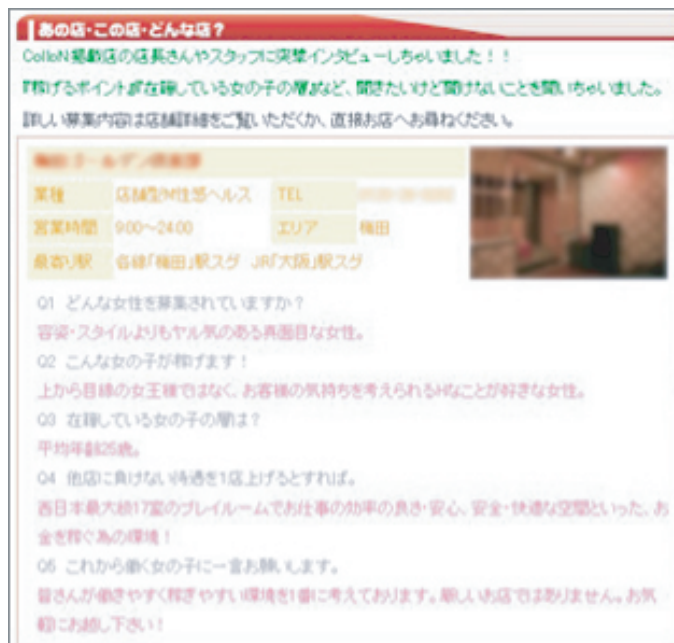 あの店・この店・どんな店?
ColloN掲載店の店長さんやスタッフに突撃インタビューしちゃいました!!
『稼げるポイント』『在籍している女の子の層』など、聞きたいけど聞けないことを聞いちゃいました。
詳しい募集内容は店舗詳細をご覧いただくか、直接お店へお尋ねください。
業種 店舗型M性感ヘルス TEL
営業時間 9:00〜24:00 エリア 梅田
最寄り駅 各線「梅田」駅スグ JR「大阪」駅スグ
Q1 どんな女性を募集されていますか?
容姿・スタイルよりもヤル気のある真面目な女性。
Q2 こんな女の子が稼げます!
上から目線の女王様ではなく、お客様の気持ちを考えられるHなことが好きな女性。
Q3 在籍している女の子の層は?
平均年齢25歳。
Q4 他店に負けない待遇を1店上げるとすれば。
西日本最大級17室のプレイルームでお仕事の効率の良さ・安心、安全・快適な空間といった、お
金を稼ぐ為の環境!
Q5 これから働く女の子に一言お願いします。
皆さんが働きやすく稼ぎやすい環境を1番に考えております。厳しいお店ではありません。お気
軽にお越し下さい!